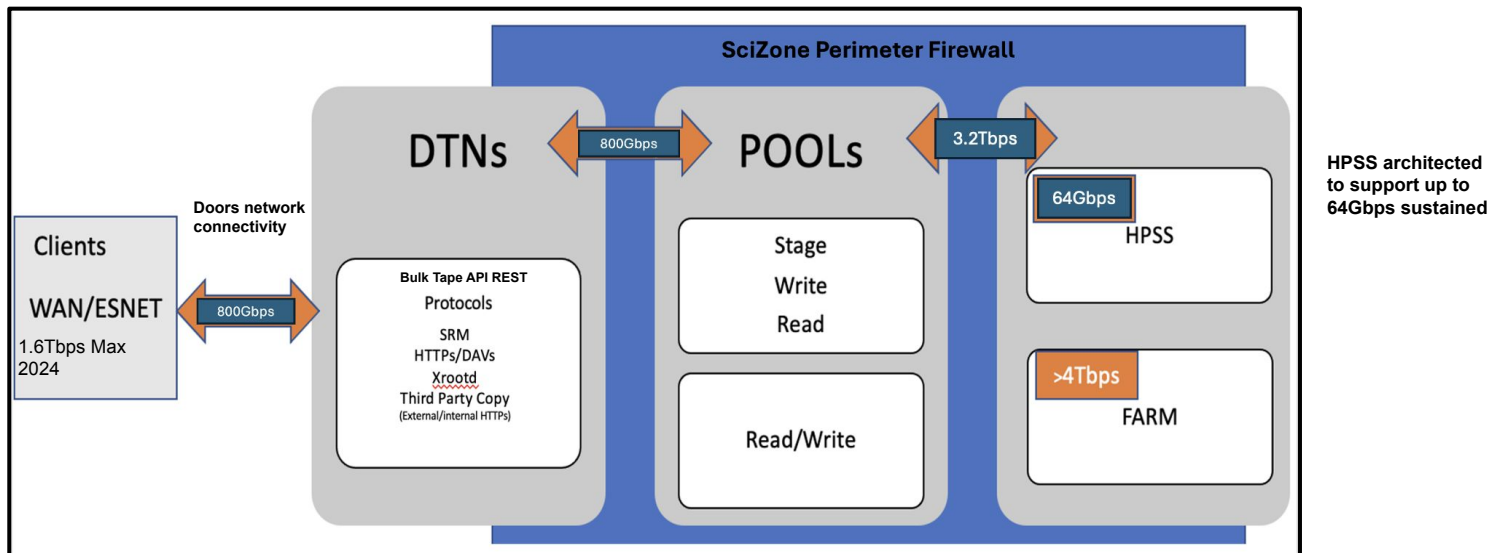 SciZone Perimeter Firewall
Clients
WAN/ESNET
1.6Tbps Max
2024
Doors network
connectivity
800Gbps
DTNs
Bulk Tape API REST
Protocols
SRM
HTTPs/DAVs
Xrootd
Third Party Copy
(External/internal HTTPs)
800Gbps
POOLs
Stage
Write
Read
Read/Write
3.2Tbps
64Gbps
HPSS
>4Tbps
FARM
HPSS architected
to support up to
64Gbps sustained